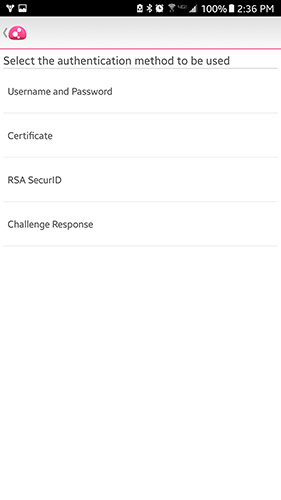 100% 2:36 PM
Select the authentication method to be used
Username and Password
Certificate
RSA SecurID
Challenge Response